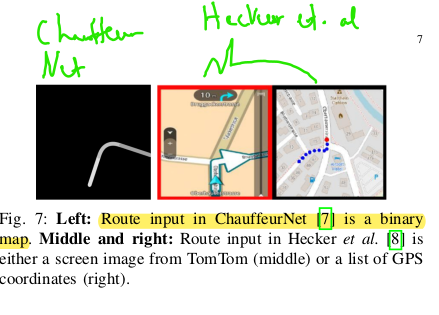 Chauffeur
Net
Hecker et. al
7
10
Fig. 7: Left: Route input in ChauffeurNet [7] is a binary
map. Middle and right: Route input in Hecker et al. [8] is
either a screen image from TomTom (middle) or a list of GPS
coordinates (right).